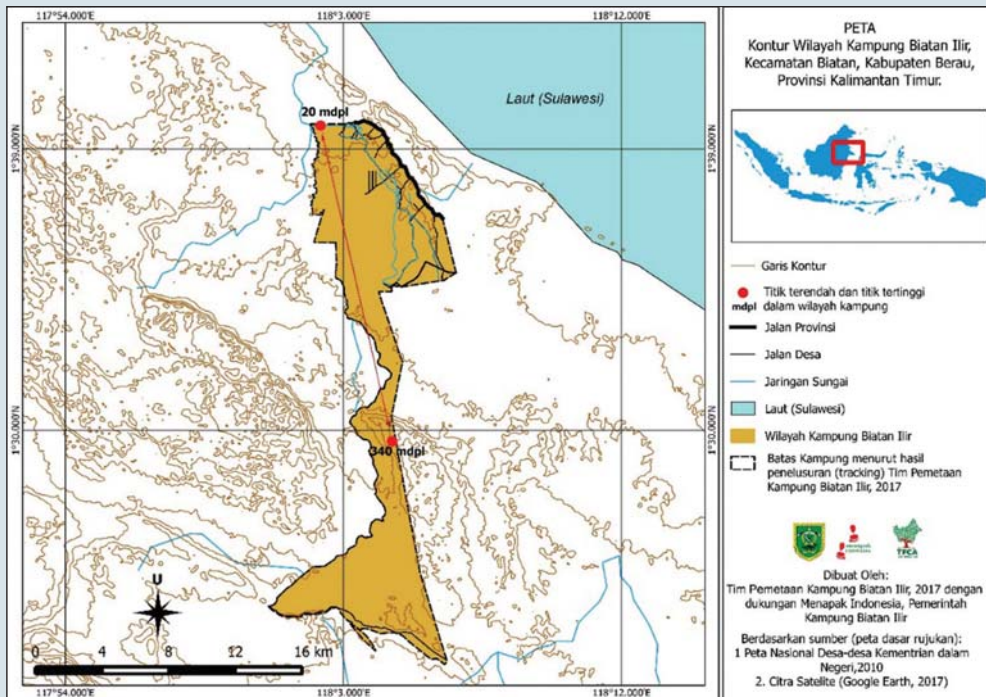 117°54.000'E
118°3.000'E
118°12.000'E
Laut (Sulawesi)
20 mdpl
1°39.000'N
1°39.000'N
1°30.000'N
1°30.000'N
340 mdpl
U
0 4 8 12 16 km
117°54.000'E
118°3.000'E
118°12.000'E
PETA
Kontur Wilayah Kampung Biatan Ilir,
Kecamatan Biatan, Kabupaten Berau,
Provinsi Kalimantan Timur.
Garis Kontur
Titik terendah dan titik tertinggi
mdpl dalam wilayah kampung
Jalan Provinsi
Jalan Desa
Jaringan Sungai
Laut (Sulawesi)
Wilayah Kampung Biatan Ilir
Batas Kampung menurut hasil
penelusuran (tracking) Tim Pemetaan
Kampung Biatan Ilir, 2017
TFCA
Dibuat Oleh:
Tim Pemetaan Kampung Biatan Ilir, 2017 dengan
dukungan Menapak Indonesia, Pemerintah
Kampung Biatan Ilir
Berdasarkan sumber (peta dasar rujukan):
1 Peta Nasional Desa-desa Kementrian dalam
Negeri,2010
2. Citra Satelite (Google Earth, 2017)